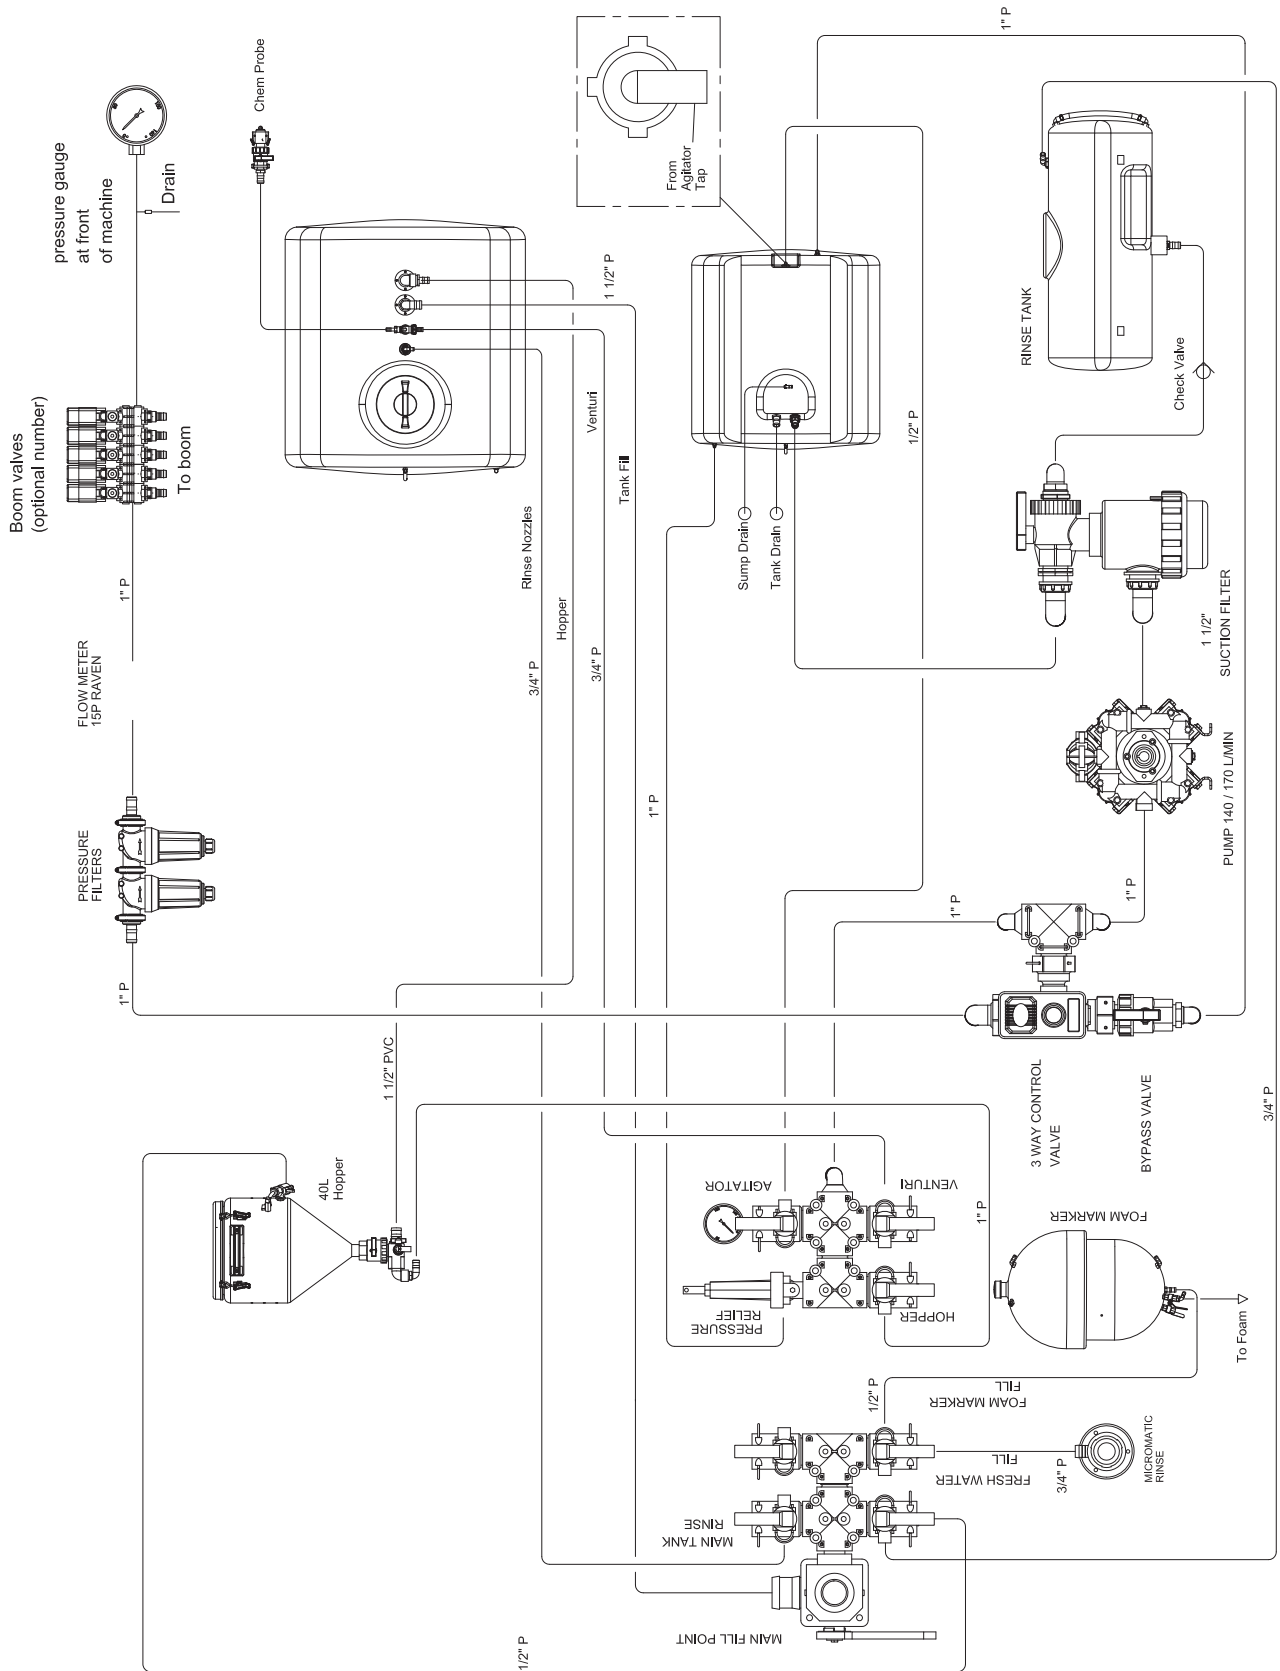 Boom valves
(optional number)
pressure gauge
at front
of machine
Drain
To boom
Chem Probe
From
Agitator
Tap
1" P
RINSE TANK
Check Valve
1 1/2" P
Venturi
Tank Fill
Rinse Nozzles
Hopper
3/4" P
3/4" P
Sump Drain
Tank Drain
1/2" P
1 1/2"
SUCTION FILTER
1" P
FLOW METER
15P RAVEN
PRESSURE
FILTERS
1" P
1" P
PUMP 140 / 170 L/MIN
1" P
1" P
1 1/2" PVC
40L
Hopper
3 WAY CONTROL
VALVE
BYPASS VALVE
3/4" P
AGITATOR
VENTURI
1" P
PRESSURE
RELIEF
HOPPER
FOAM MARKER
To Foam
1/2" P
FOAM MARKER
FILL
FRESH WATER
FILL
3/4" P
MICROMATIC
RINSE
MAIN TANK
RINSE
MAIN FILL POINT
1/2" P